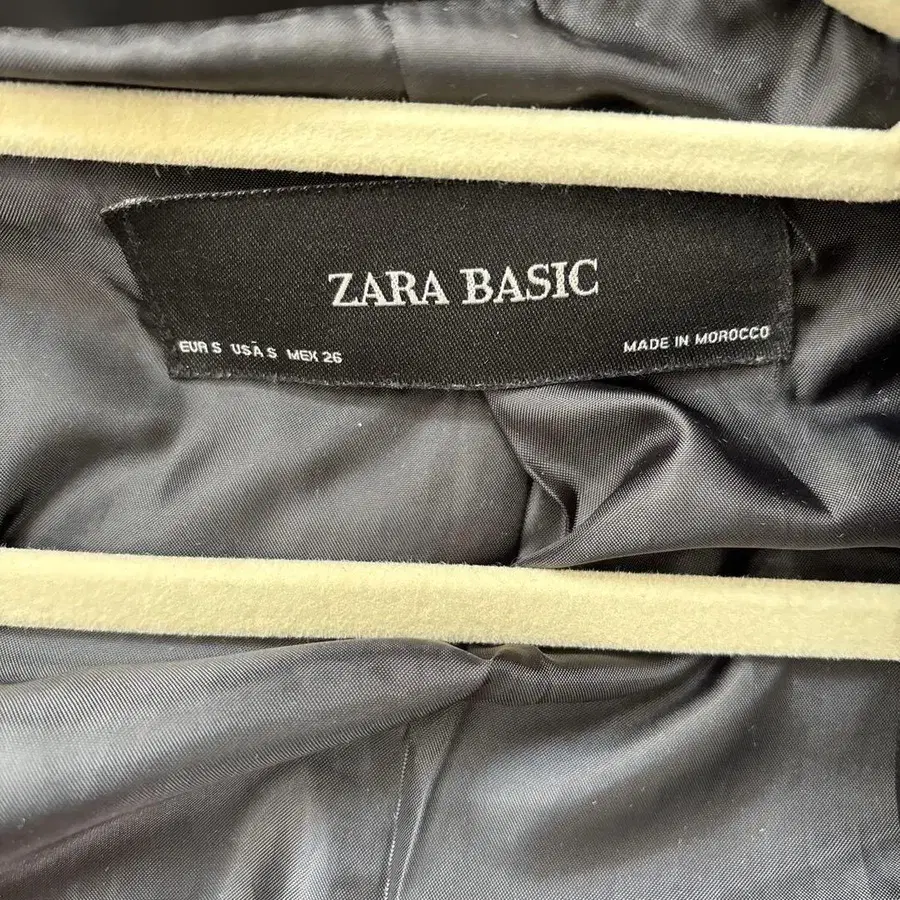 ZARA BASIC
EUR S USA S MEX 26
MADE IN MOROCCO